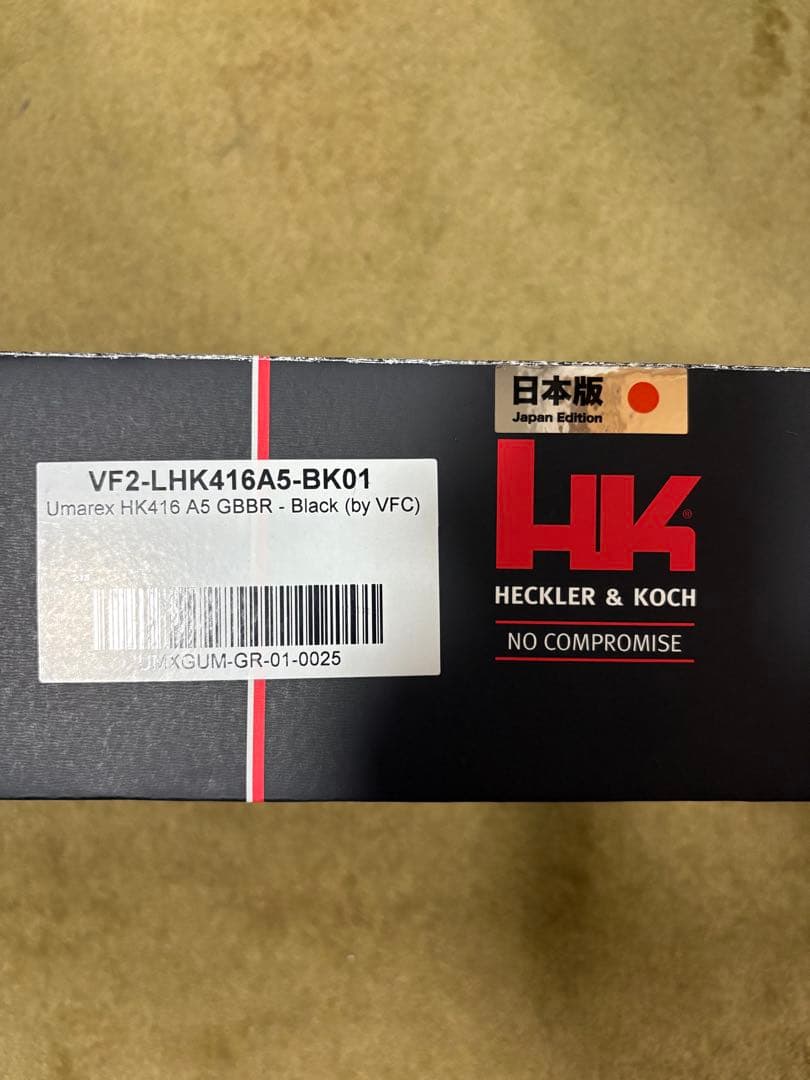 日本版
Japan Edition
VF2-LHK416A5-BK01
Umarex HK416 A5 GBBR - Black (by VFC)
UMXGUM-GR-01-0025
HK®
HECKLER & KOCH
NO COMPROMISE